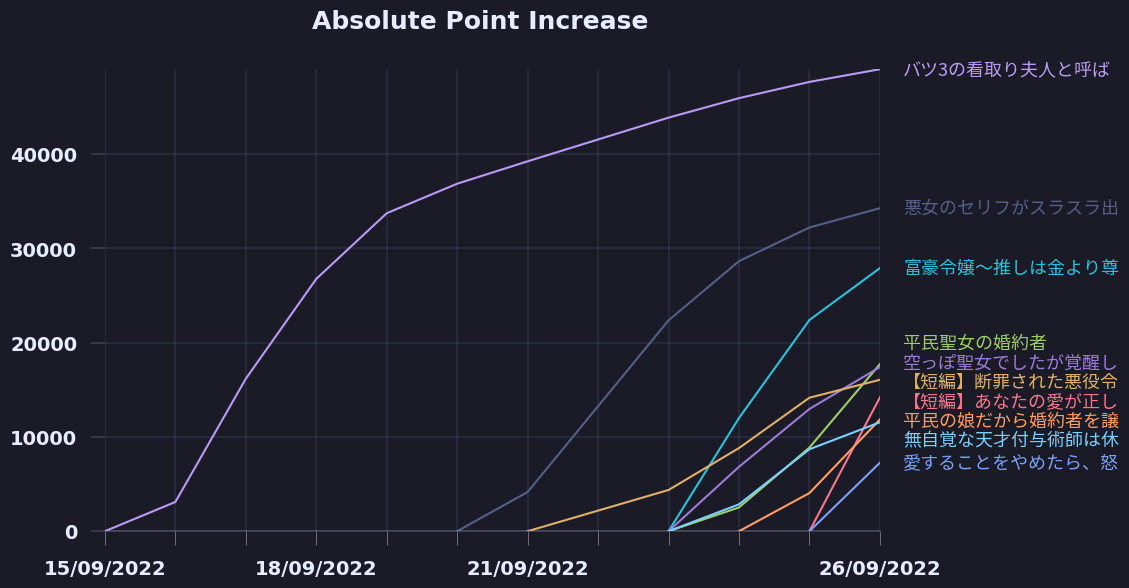 Absolute Point Increase
バツ3の看取り夫人と呼ば
40000
悪女のセリフがスラスラ出
30000
富豪令嬢〜推しは金より尊
20000
平民聖女の婚約者
空っぽ聖女でしたが覚醒し
【短編】断罪された悪役令
【短編】あなたの愛が正し
平民の娘だから婚約者を譲
10000
無自覚な天才付与術師は休
愛することをやめたら、怒
0
15/09/2022 18/09/2022 21/09/2022 26/09/2022